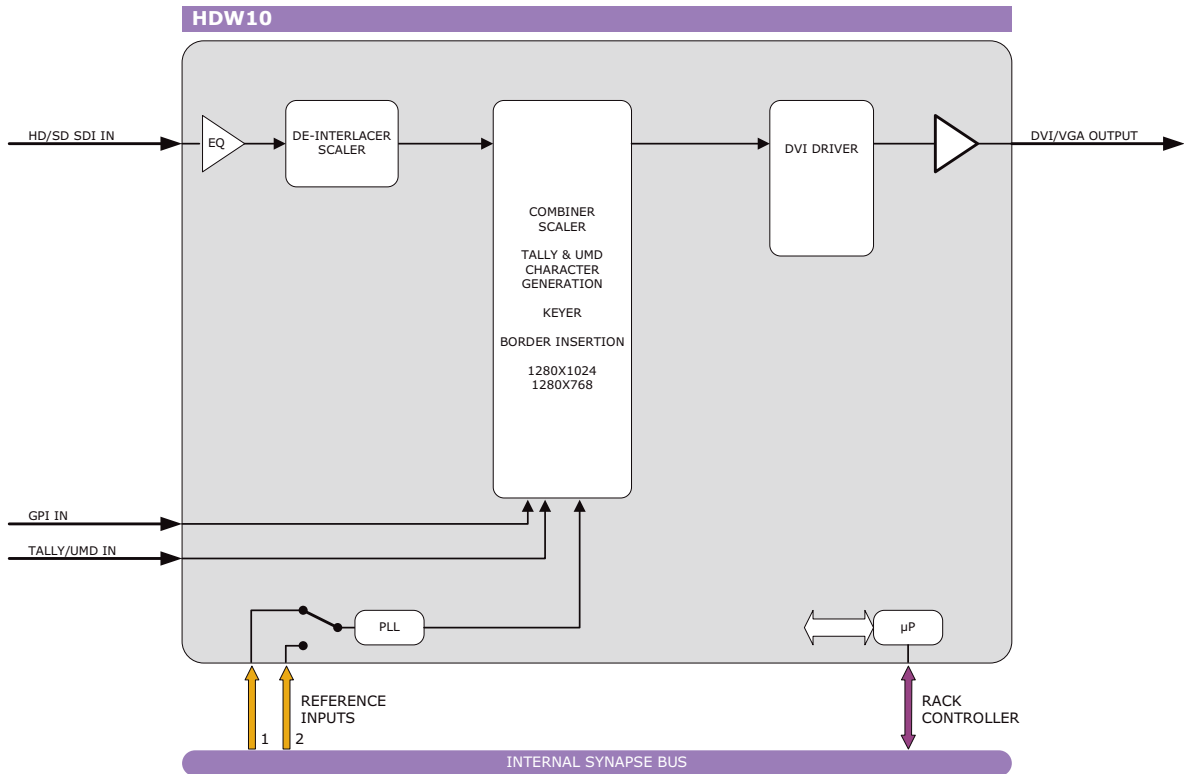 HDW10
HD/SD SDI IN
EQ
DE-INTERLACER
SCALER
COMBINER
SCALER
TALLY & UMD
CHARACTER
GENERATION
KEYER
BORDER INSERTION
1280X1024
1280X768
DVI DRIVER
DVI/VGA OUTPUT
GPI IN
TALLY/UMD IN
PLL
µP
REFERENCE
INPUTS
1 2
RACK
CONTROLLER
INTERNAL SYNAPSE BUS